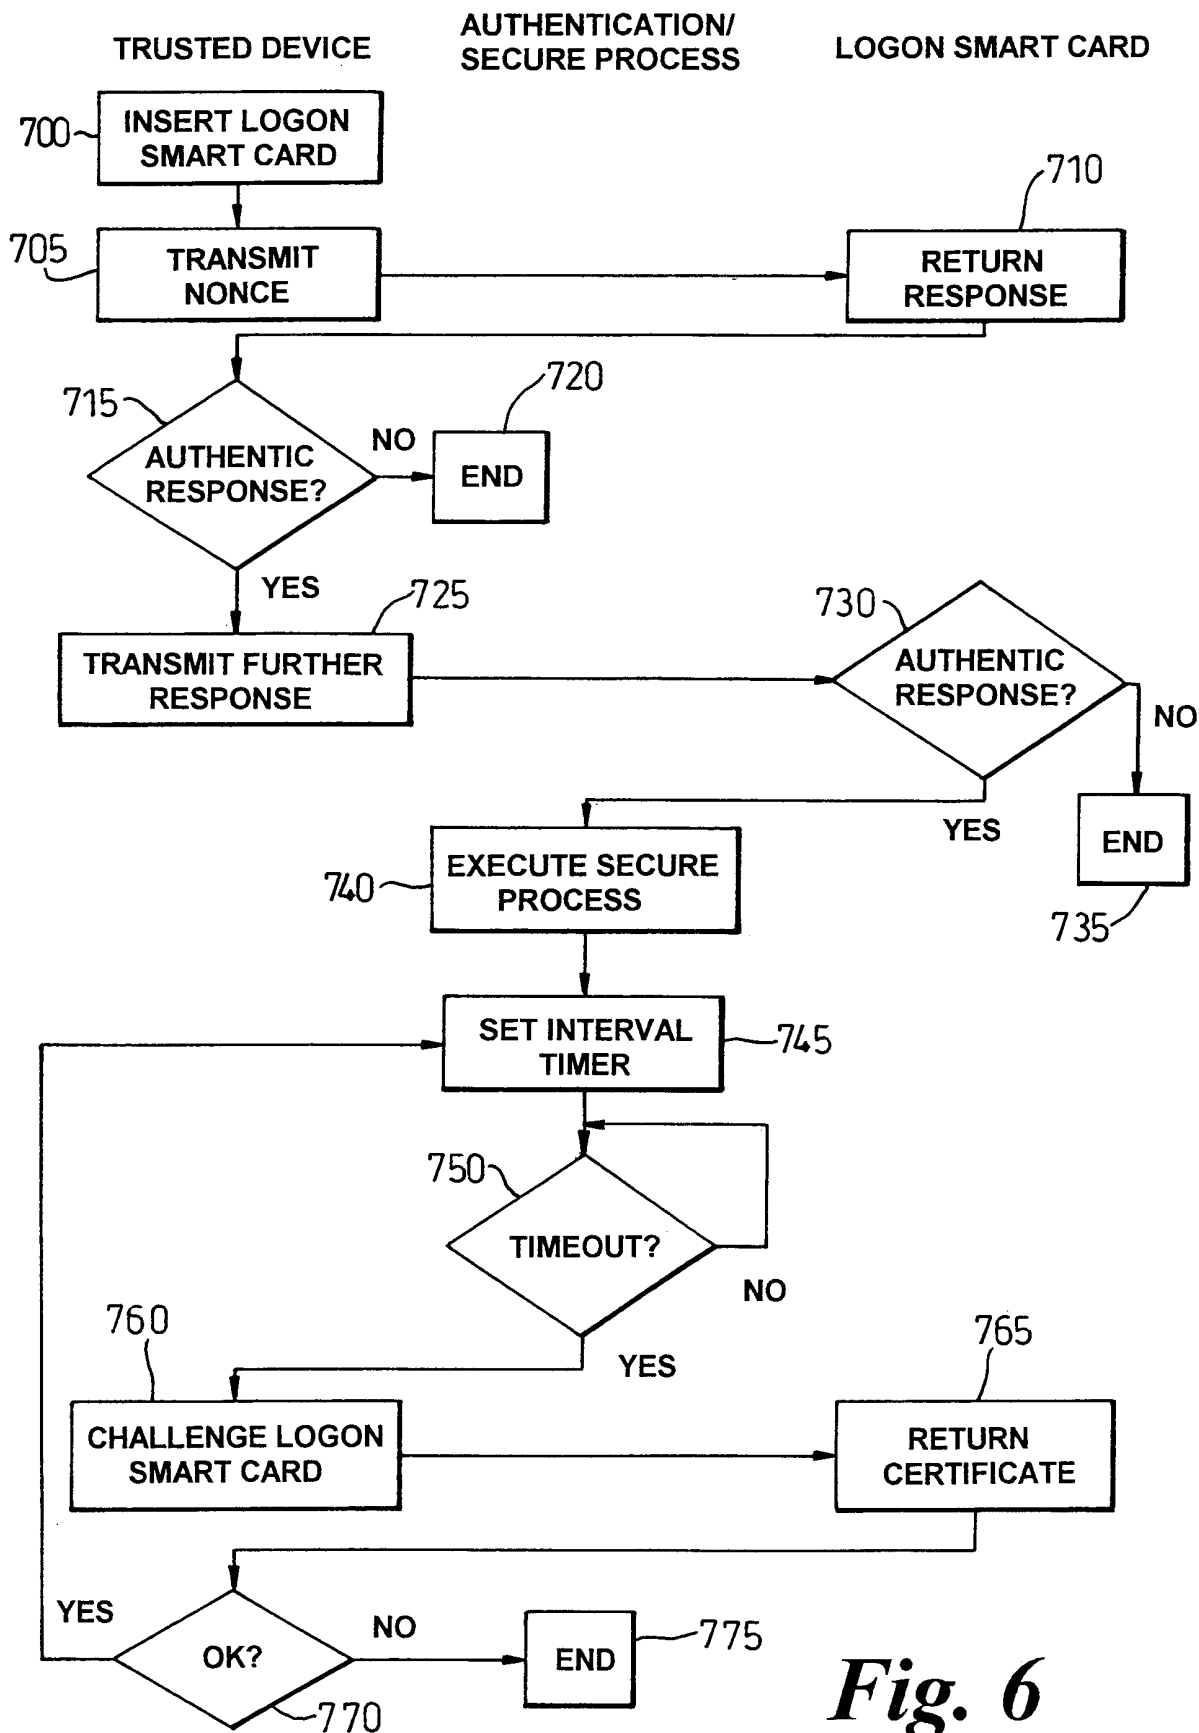 TRUSTED DEVICE
AUTHENTICATION/
SECURE PROCESS
LOGON SMART CARD
700
INSERT LOGON
SMART CARD
705
TRANSMIT
NONCE
710
RETURN
RESPONSE
715
AUTHENTIC
RESPONSE?
NO
720
END
YES
725
TRANSMIT FURTHER
RESPONSE
730
AUTHENTIC
RESPONSE?
NO
YES
END
735
740
EXECUTE SECURE
PROCESS
SET INTERVAL
TIMER
745
750
TIMEOUT?
NO
YES
760
CHALLENGE LOGON
SMART CARD
765
RETURN
CERTIFICATE
YES
OK?
NO
770
END
775
Fig. 6